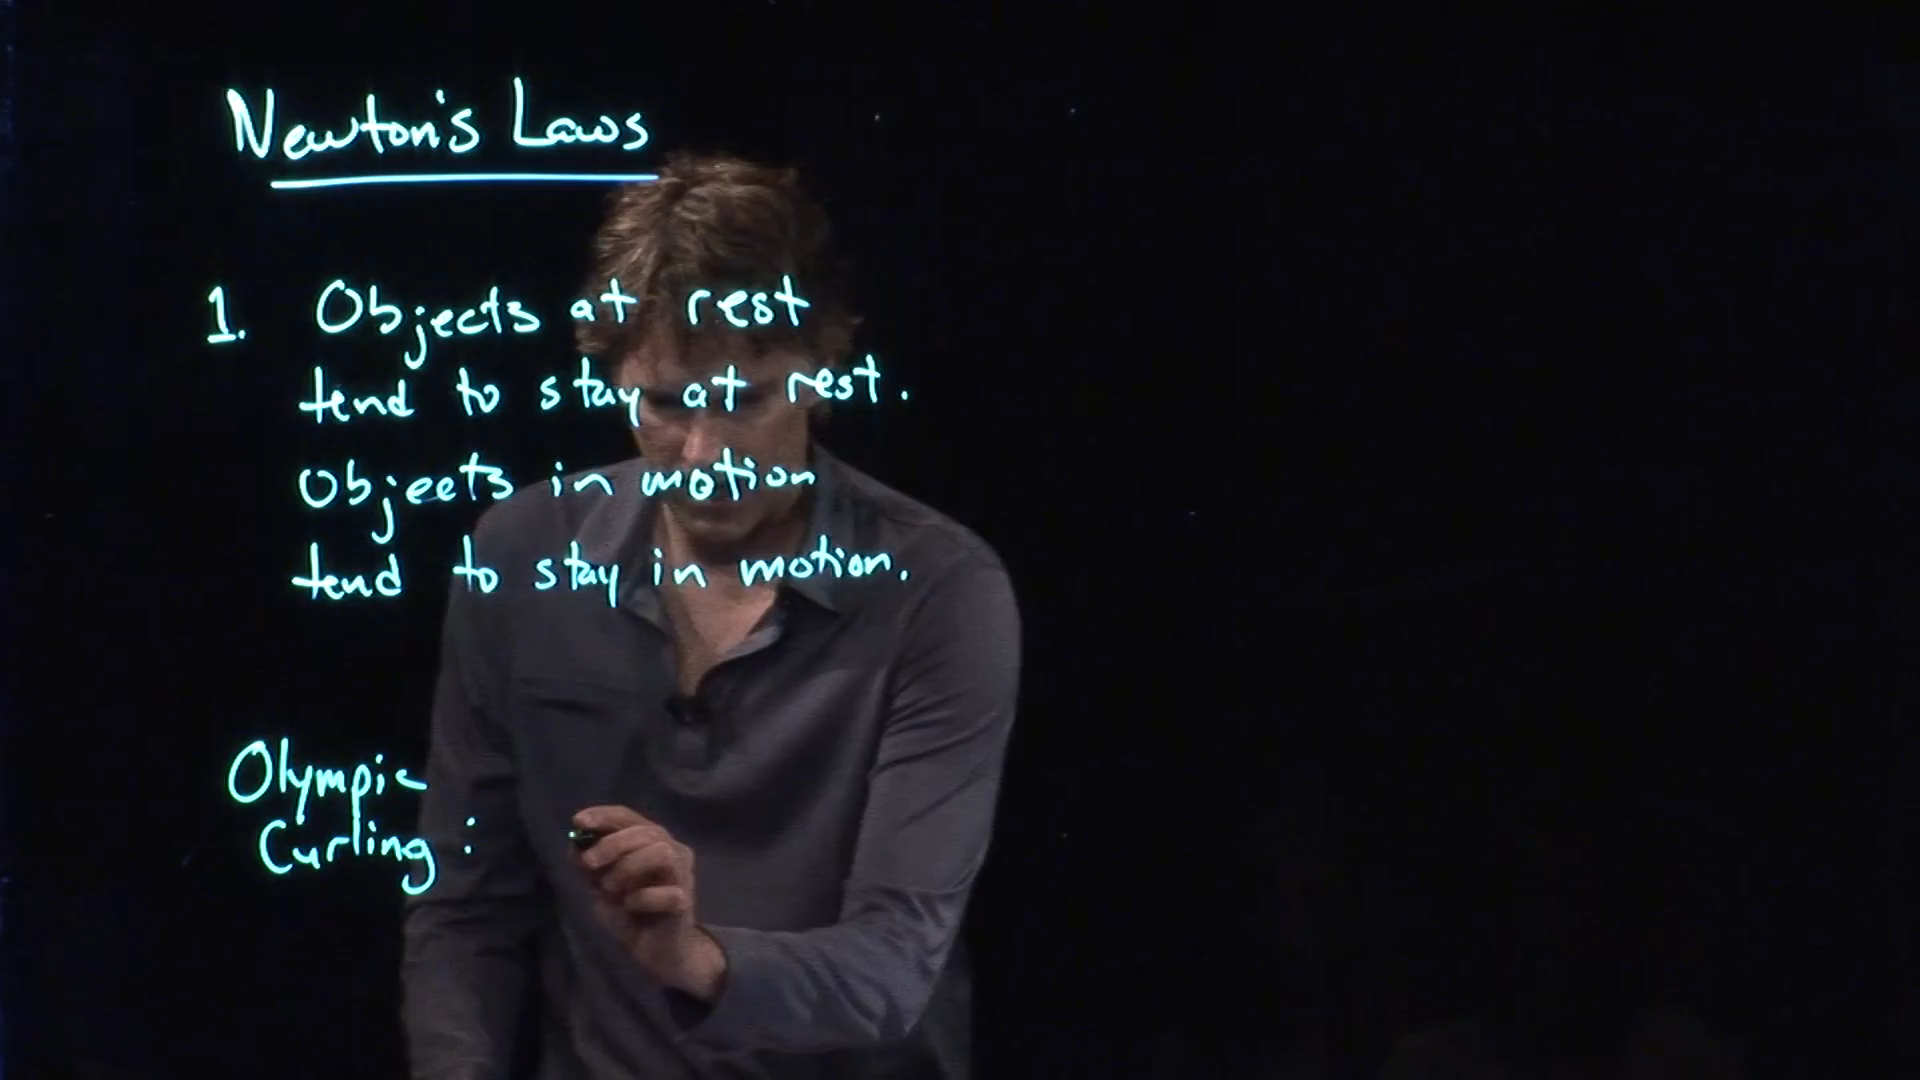 Newton's Laws
1. Objects at rest
tend to stay at rest.
Objects in motion
tend to stay in motion.
Olympic
Curling: